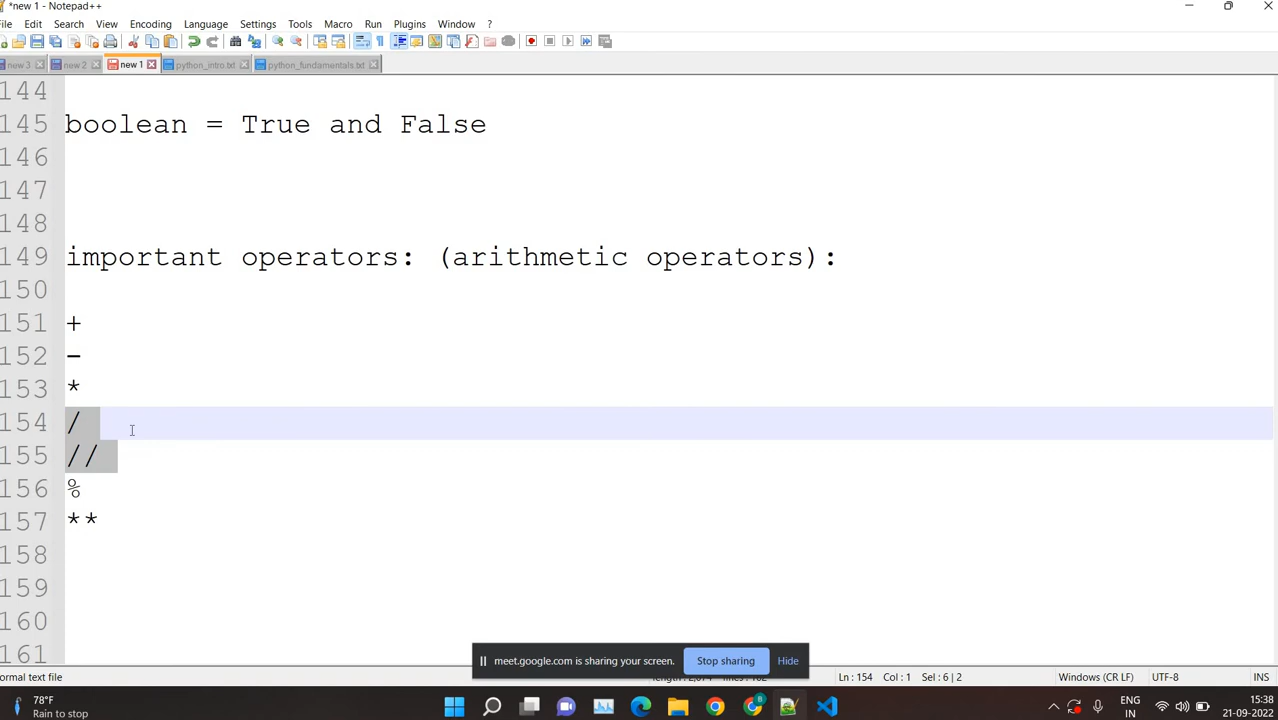 *new 1 - Notepad++
File Edit Search View Encoding Language Settings Tools Macro Run Plugins Window ?
new 3 new 2 new 1 python_intro.txt python_fundamentals.txt
144
145 boolean = True and False
146
147
148
149 important operators: (arithmetic operators):
150
151 +
152 -
153 *
154 /
155 //
156 %
157 **
158
159
160
161
meet.google.com is sharing your screen. Stop sharing Hide
ormal text file Ln : 154 Col : 1 Sel : 6 | 2 Windows (CR LF) UTF-8 INS
78°F
Rain to stop
ENG
IN
15:38
21-09-2022